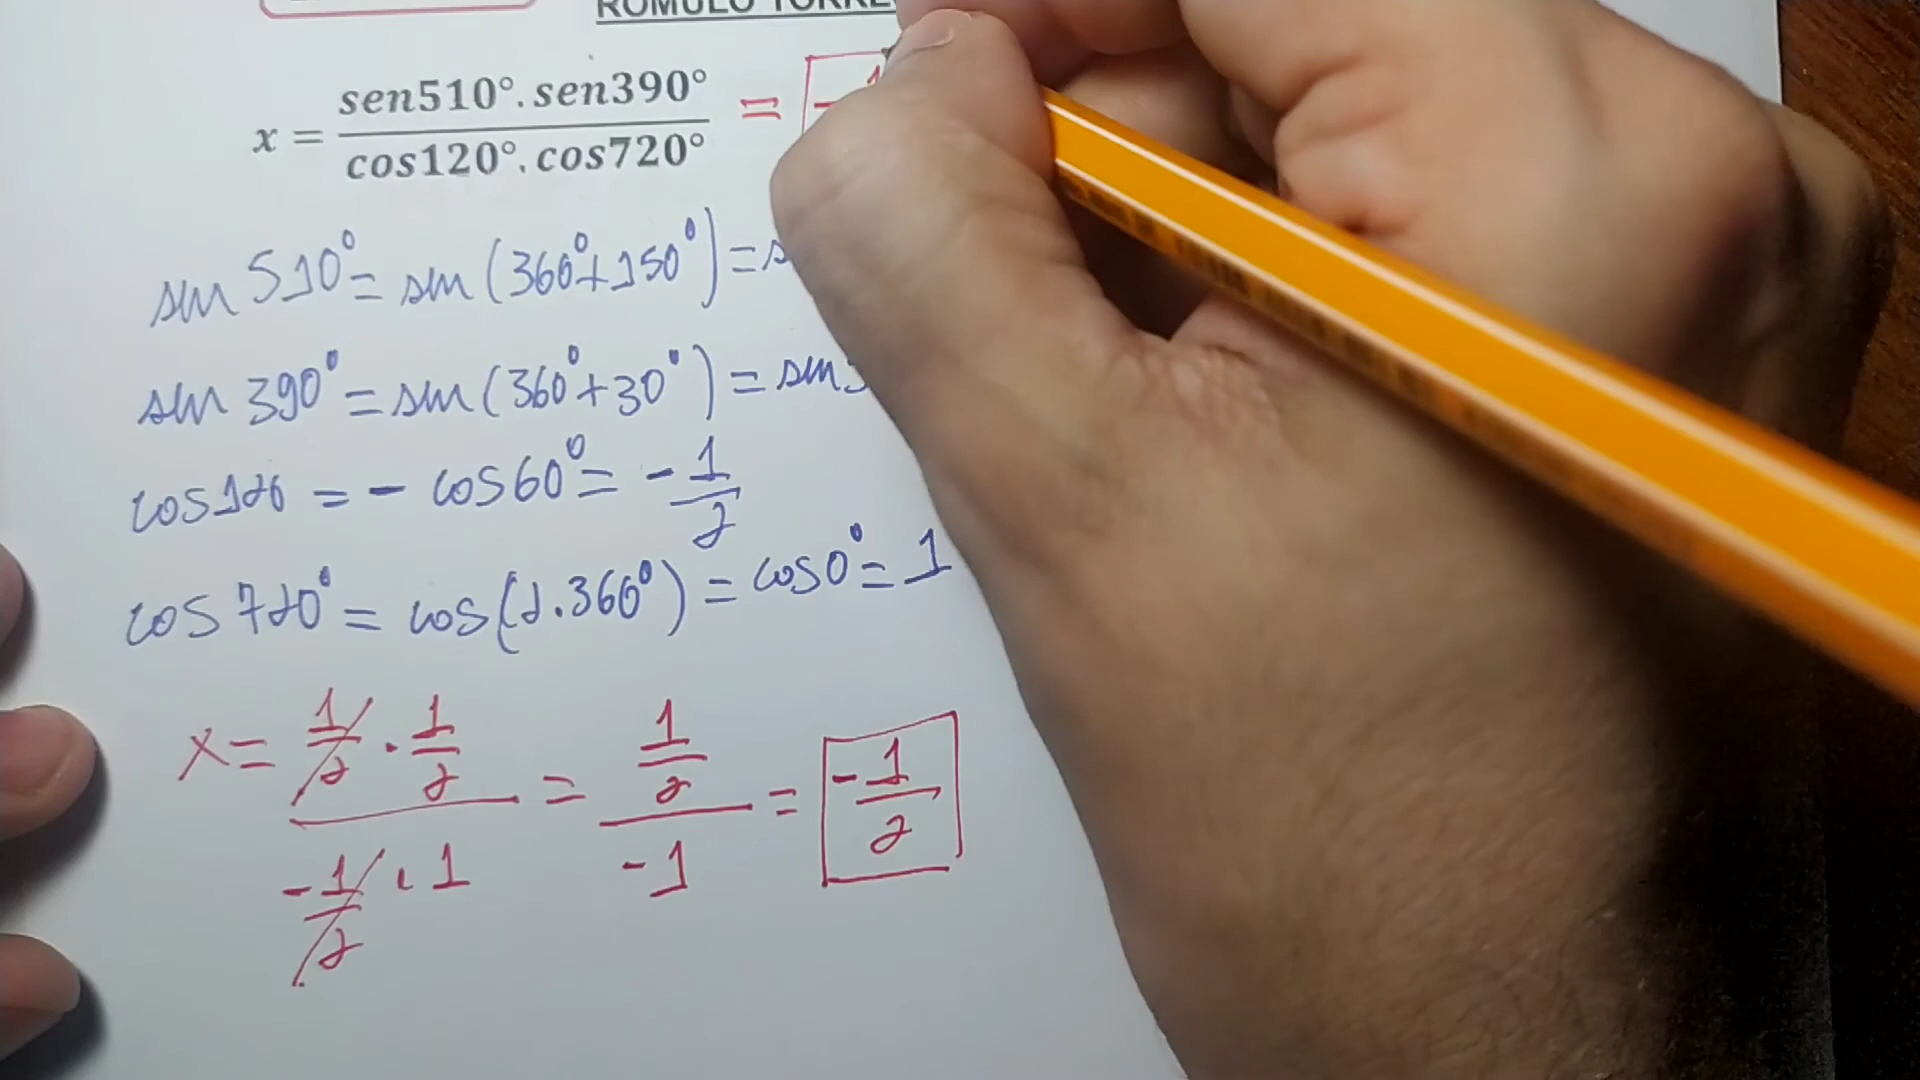 x = sen510°. sen390° / cos120°. cos720° = - 1
sen 510° = sen (360° + 150°) =
sen 390° = sen (360° + 30°) = sen
cos 120 = - cos 60° = - 1/2
cos 720° = cos (2.360°) = cos 0° = 1
x = 1/2 . 1/2 / -1/2 . 1 = 1/2 / -1 = -1/2